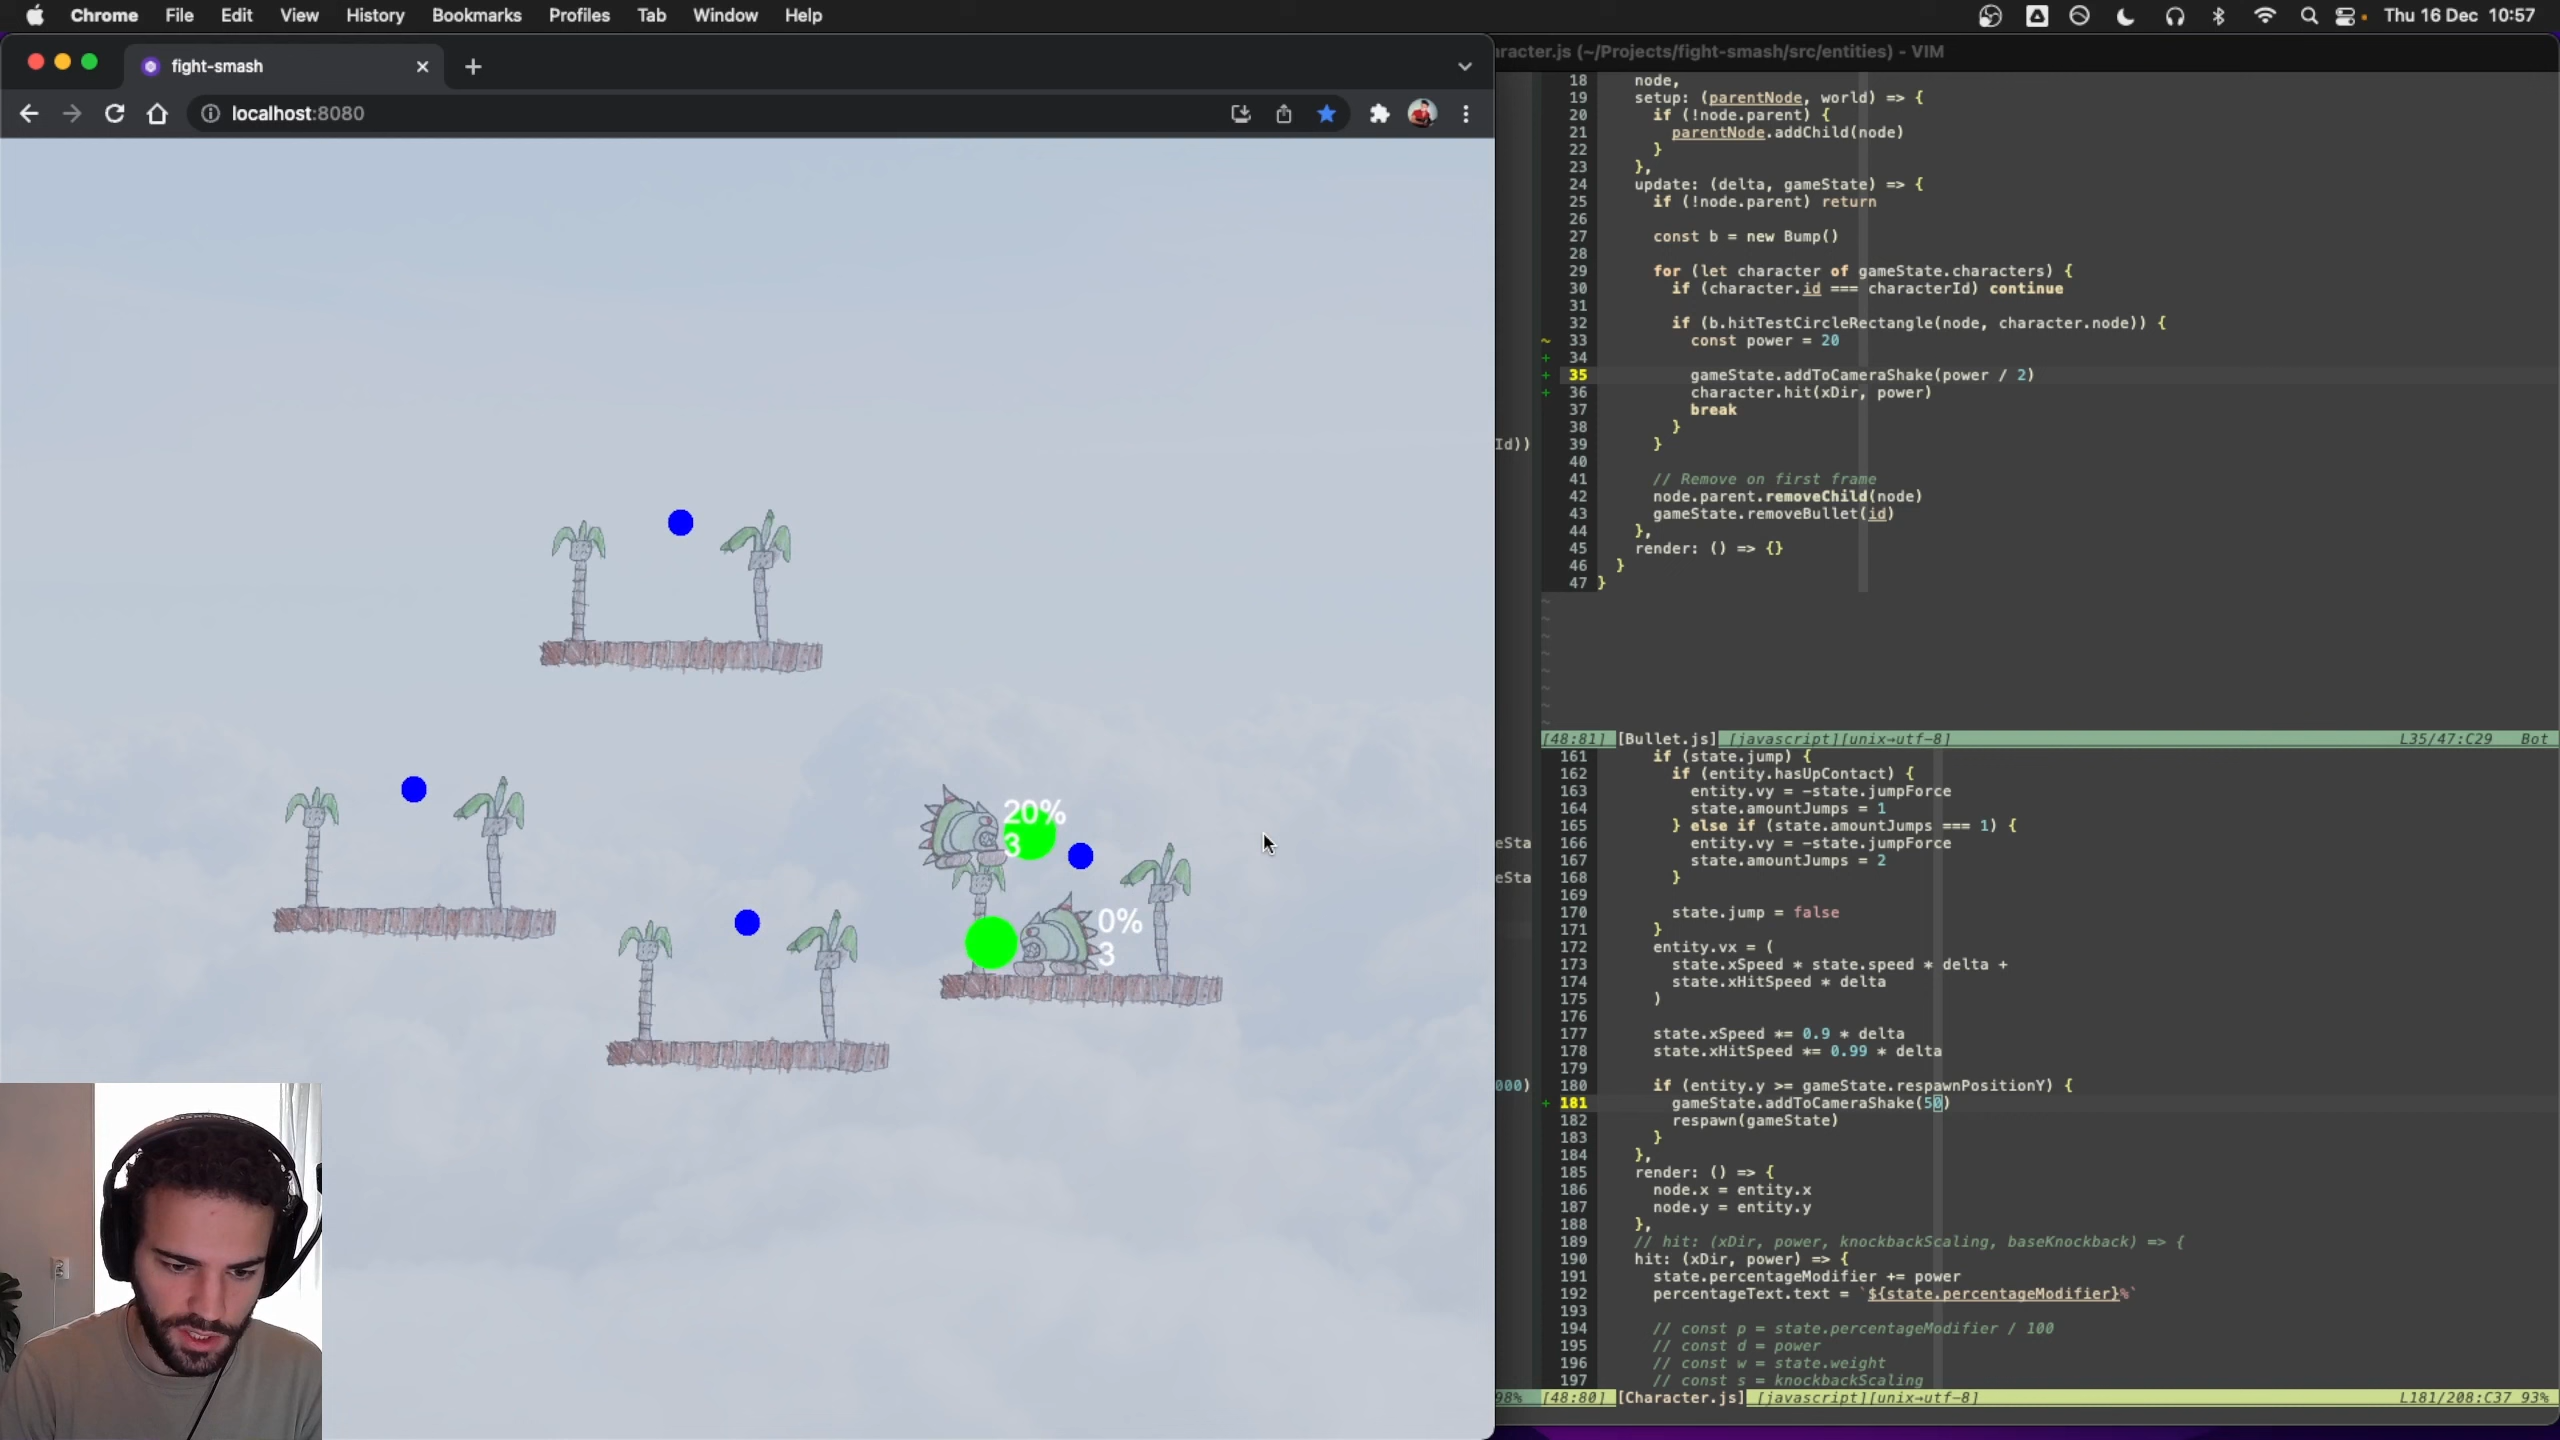 Chrome File Edit View History Bookmarks Profiles Tab Window Help Thu 16 Dec 10:57
fight-smash
localhost:8080
20%
3
0%
3
racter.js (~/Projects/fight-smash/src/entities) - VIM
Id))
eSta
eSta
000)
98%
18 node,
19 setup: (parentNode, world) => {
20 if (!node.parent) {
21 parentNode.addChild(node)
22 }
23 },
24 update: (delta, gameState) => {
25 if (!node.parent) return
26
27 const b = new Bump()
28
29 for (let character of gameState.characters) {
30 if (character.id === characterId) continue
31
32 if (b.hitTestCircleRectangle(node, character.node)) {
~ 33 const power = 20
+ 34
+ 35 gameState.addToCameraShake(power / 2)
+ 36 character.hit(xDir, power)
37 break
38 }
39 }
40
41 // Remove on first frame
42 node.parent.removeChild(node)
43 gameState.removeBullet(id)
44 },
45 render: () => {}
46 }
47 }
~
~
~
~
~
~
~
~
[48:81] [Bullet.js] [javascript][unix→utf-8] L35/47:C29 Bot
161 if (state.jump) {
162 if (entity.hasUpContact) {
163 entity.vy = -state.jumpForce
164 state.amountJumps = 1
165 } else if (state.amountJumps === 1) {
166 entity.vy = -state.jumpForce
167 state.amountJumps = 2
168 }
169
170 state.jump = false
171 }
172 entity.vx = (
173 state.xSpeed * state.speed * delta +
174 state.xHitSpeed * delta
175 )
176
177 state.xSpeed *= 0.9 * delta
178 state.xHitSpeed *= 0.99 * delta
179
180 if (entity.y >= gameState.respawnPositionY) {
+ 181 gameState.addToCameraShake(50)
182 respawn(gameState)
183 }
184 },
185 render: () => {
186 node.x = entity.x
187 node.y = entity.y
188 },
189 // hit: (xDir, power, knockbackScaling, baseKnockback) => {
190 hit: (xDir, power) => {
191 state.percentageModifier += power
192 percentageText.text = `${state.percentageModifier}%`
193
194 // const p = state.percentageModifier / 100
195 // const d = power
196 // const w = state.weight
197 // const s = knockbackScaling
[48:80] [Character.js] [javascript][unix→utf-8] L181/208:C37 93%